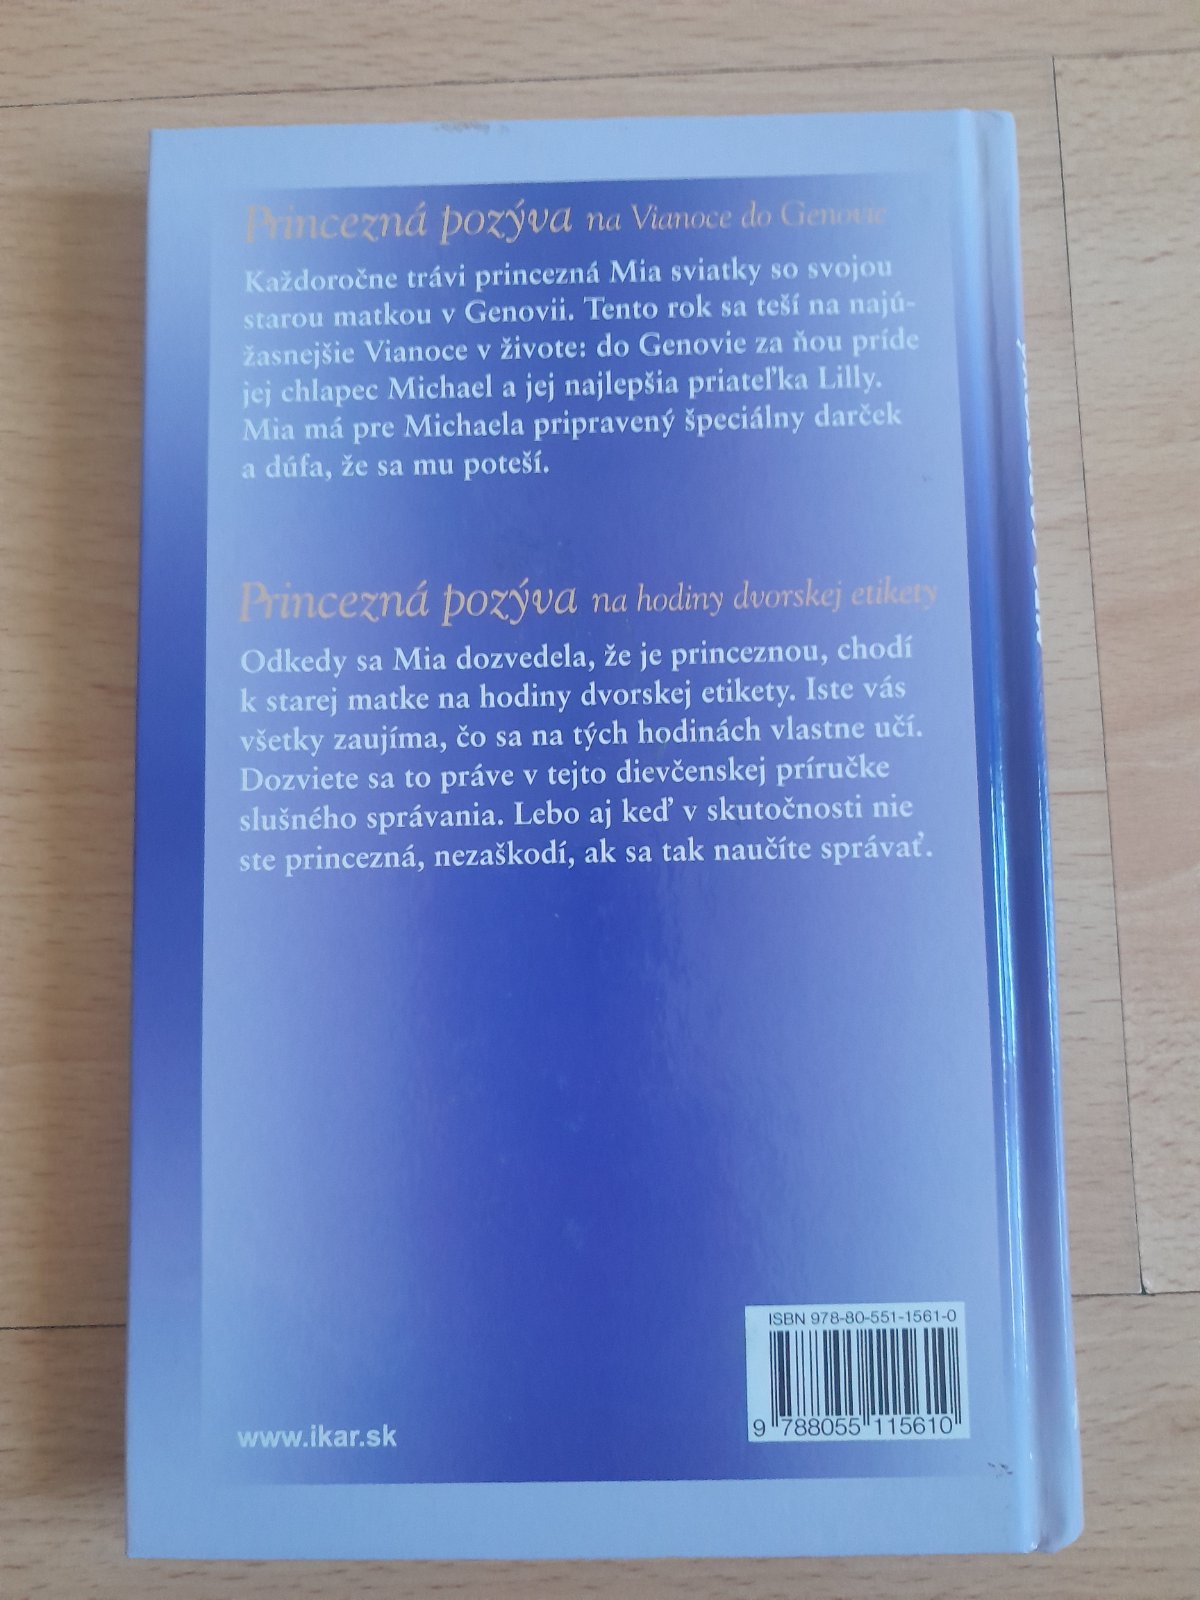 Princezná pozýva na Vianoce do Genovie
Každoročne trávi princezná Mia sviatky so svojou
starou matkou v Genovii. Tento rok sa teší na najú-
žasnejšie Vianoce v živote: do Genovie za ňou príde
jej chlapec Michael a jej najlepšia priateľka Lilly.
Mia má pre Michaela pripravený špeciálny darček
a dúfa, že sa mu poteší.
Princezná pozýva na hodiny dvorskej etikety
Odkedy sa Mia dozvedela, že je princeznou, chodí
k starej matke na hodiny dvorskej etikety. Iste vás
všetky zaujíma, čo sa na tých hodinách vlastne učí.
Dozviete sa to práve v tejto dievčenskej príručke
slušného správania. Lebo aj keď v skutočnosti nie
ste princezná, nezaškodí, ak sa tak naučíte správať.
ISBN 978-80-551-1561-0
9 788055 115610
www.ikar.sk